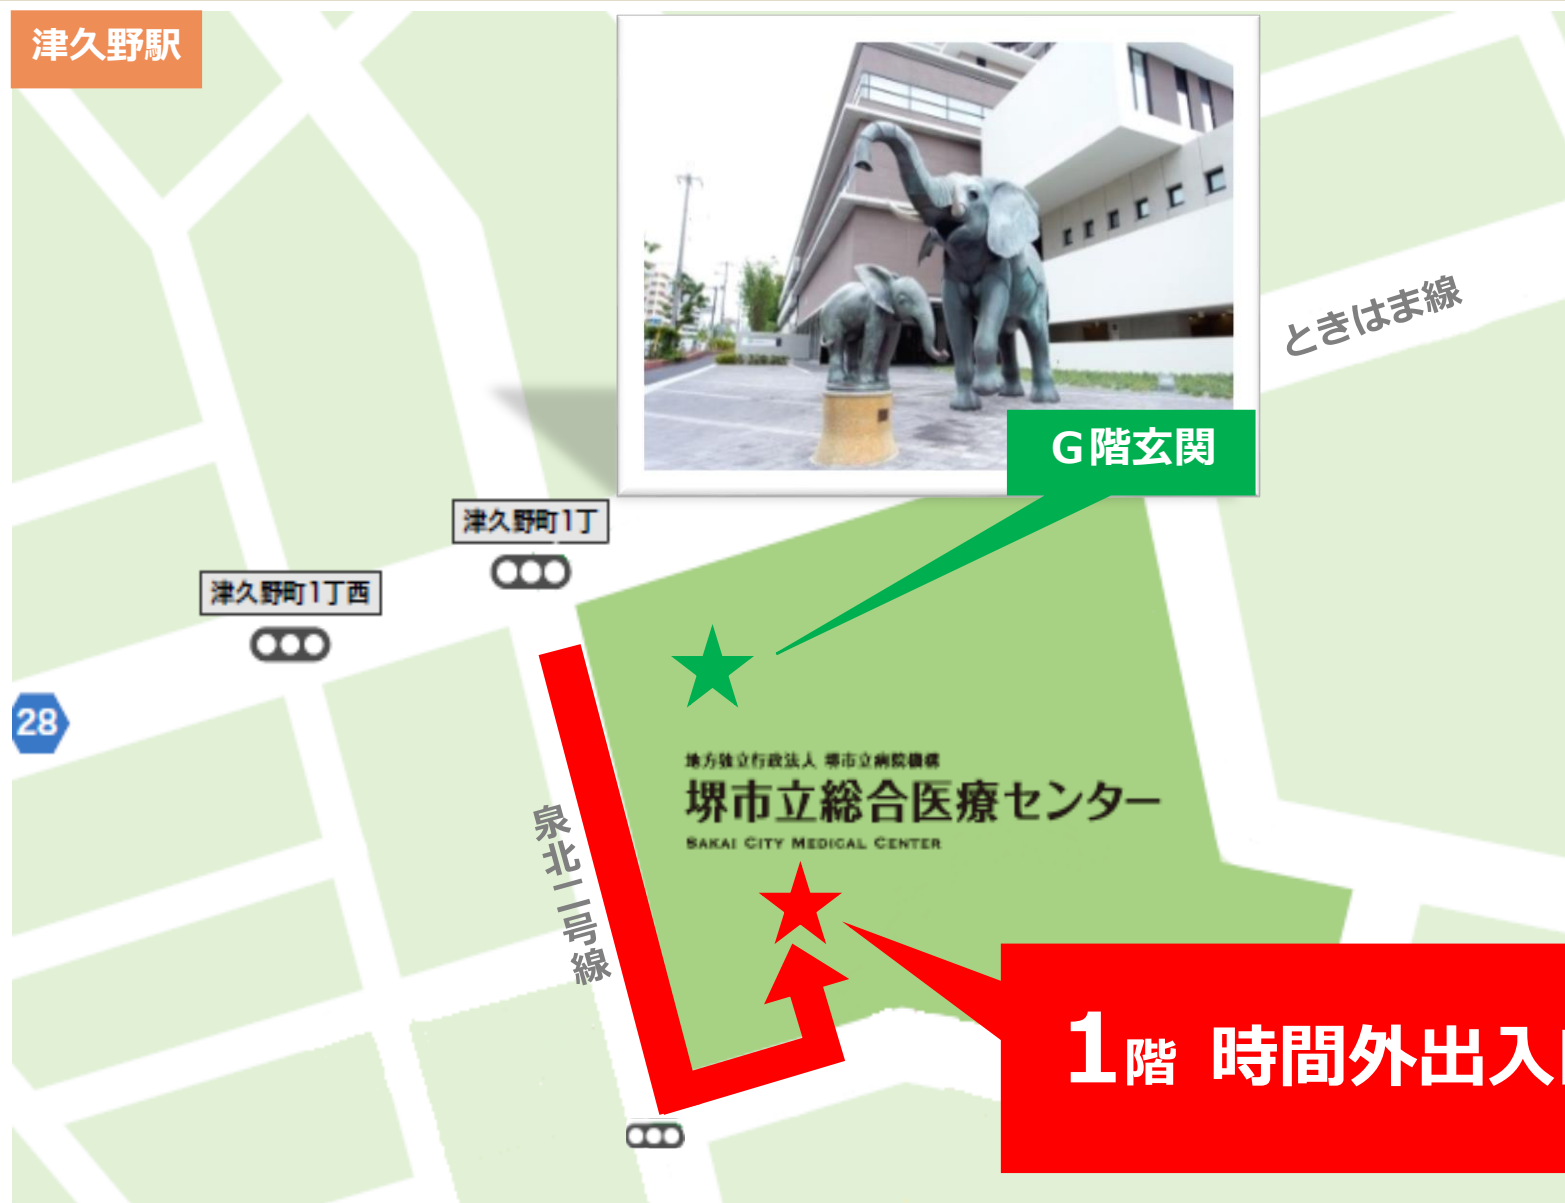 津久野駅
ときはま線
G階玄関
津久野町1丁
津久野町1丁西
28
地方独立行政法人 堺市立病院機構
堺市立総合医療センター
SAKAI CITY MEDICAL CENTER
泉北二号線
1階 時間外出入